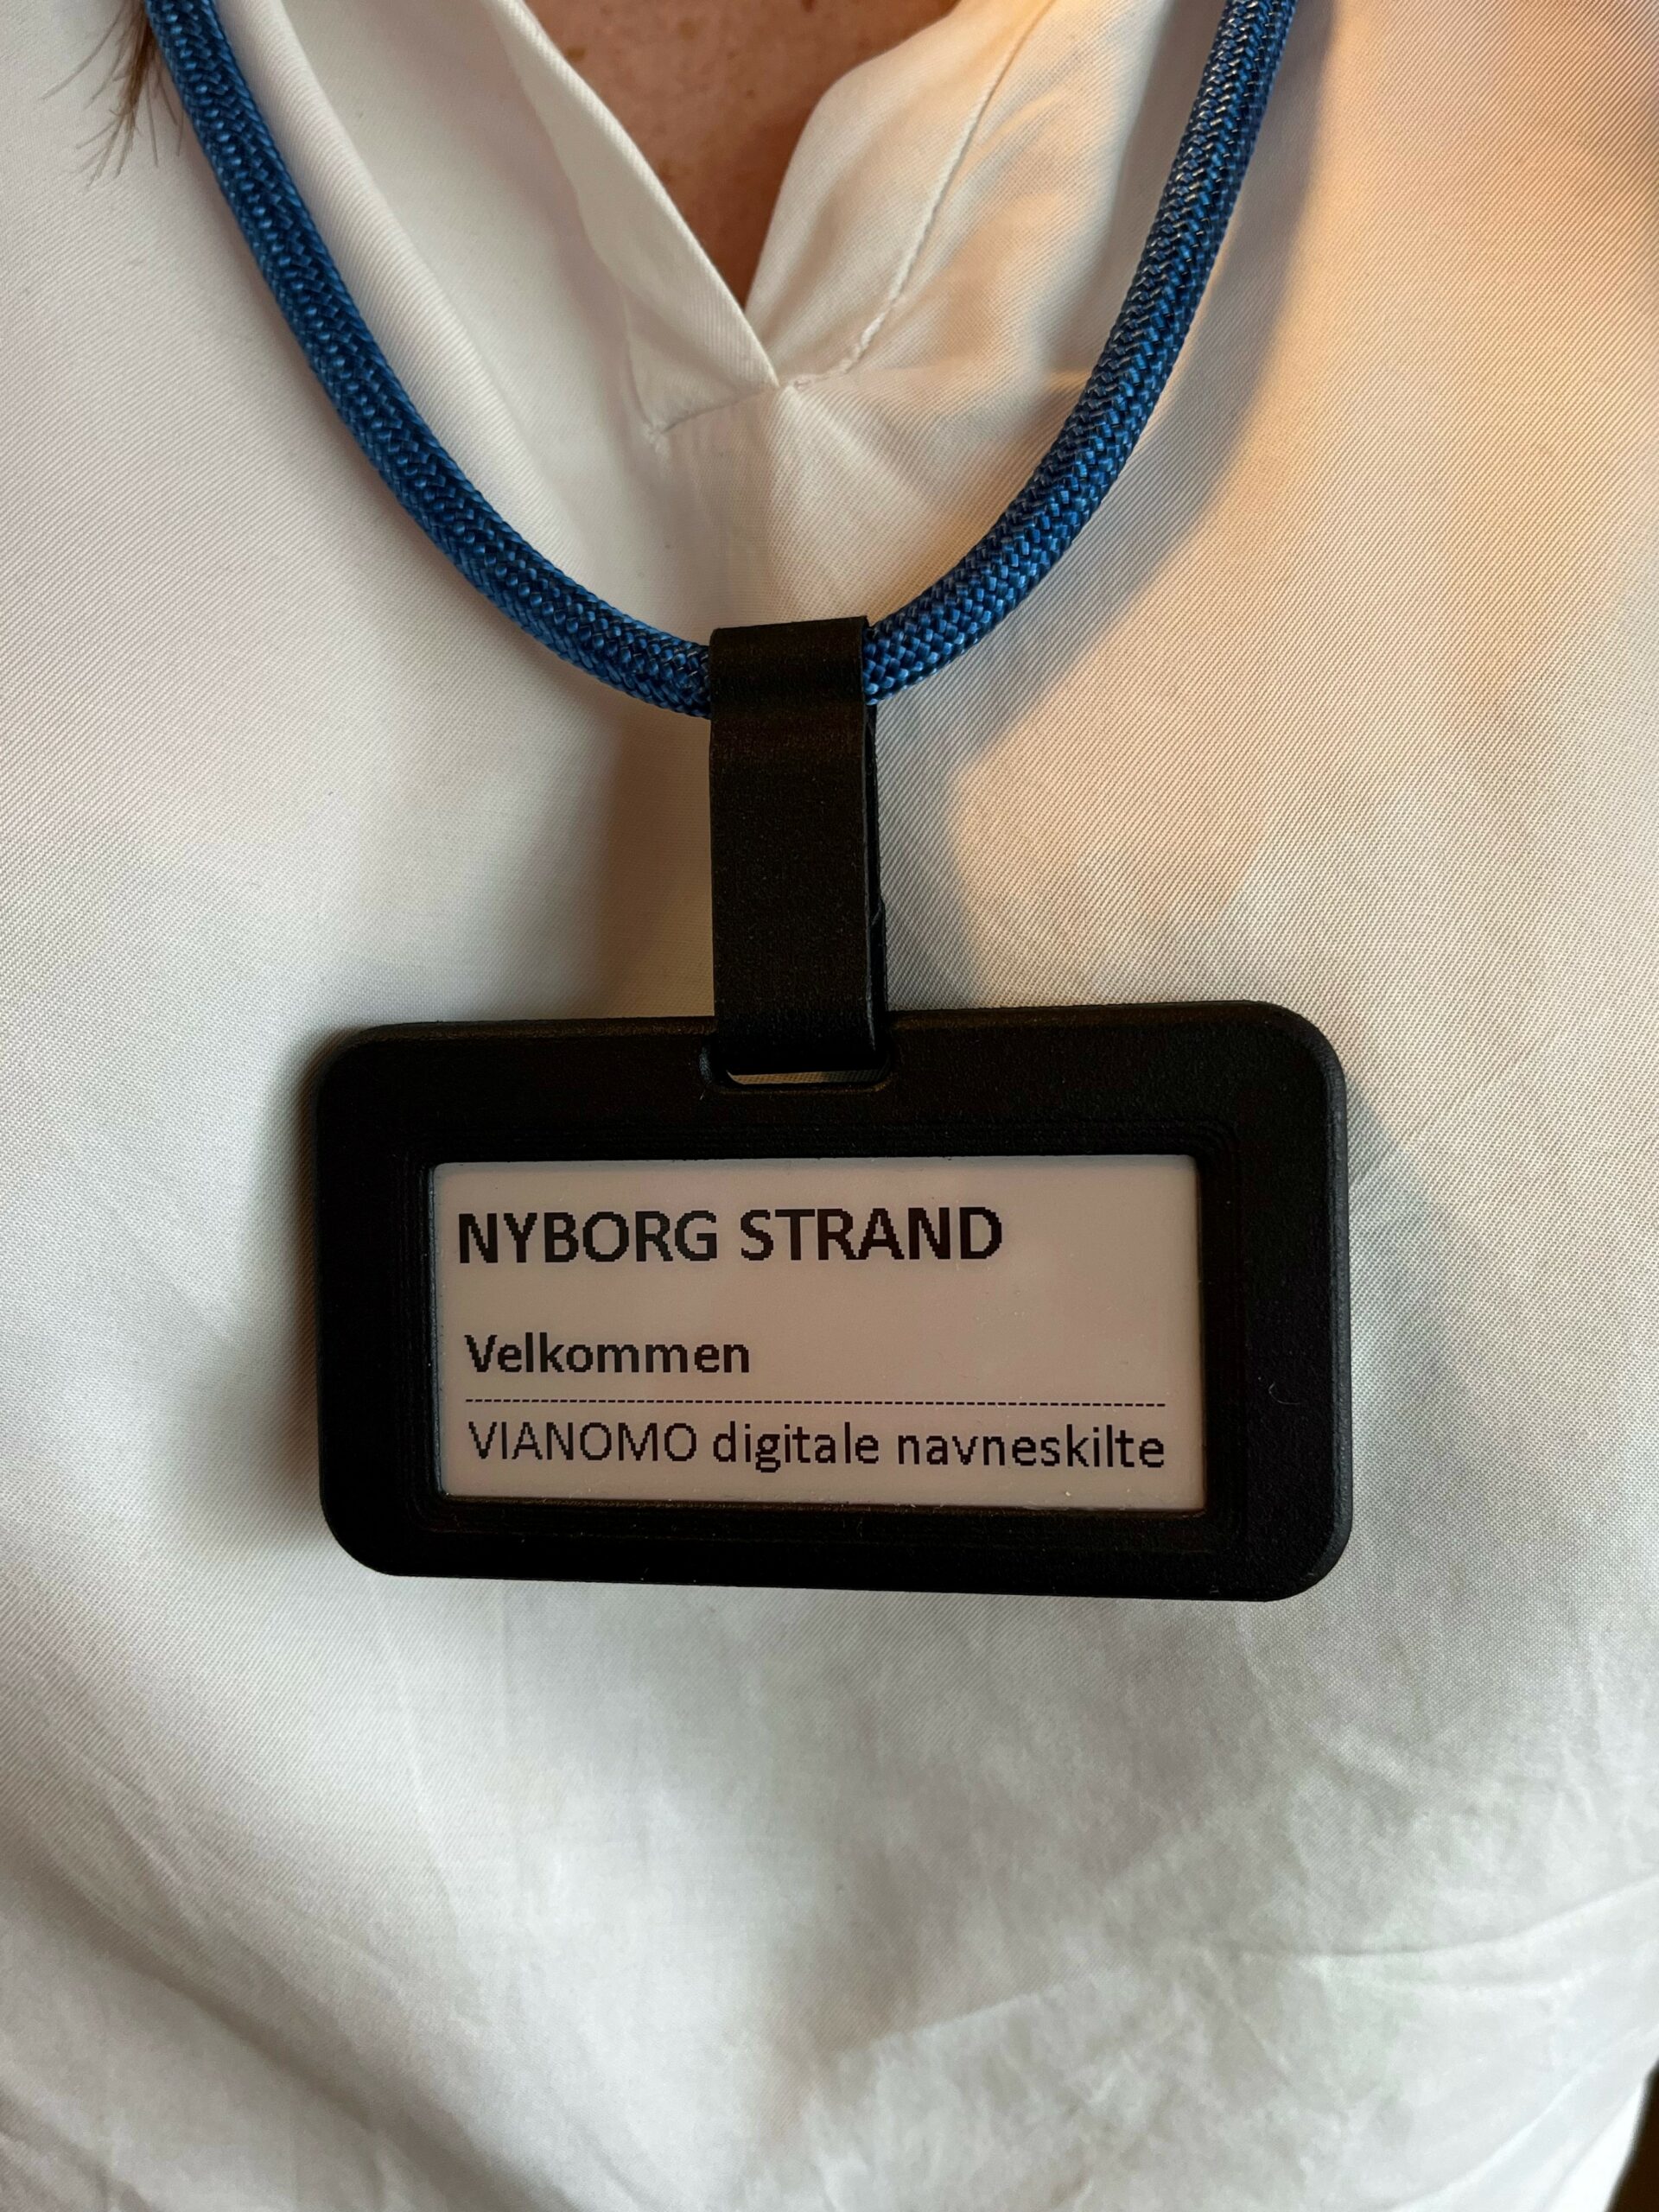 NYBORG STRAND
Velkommen
VIANOMO digitale navneskilte